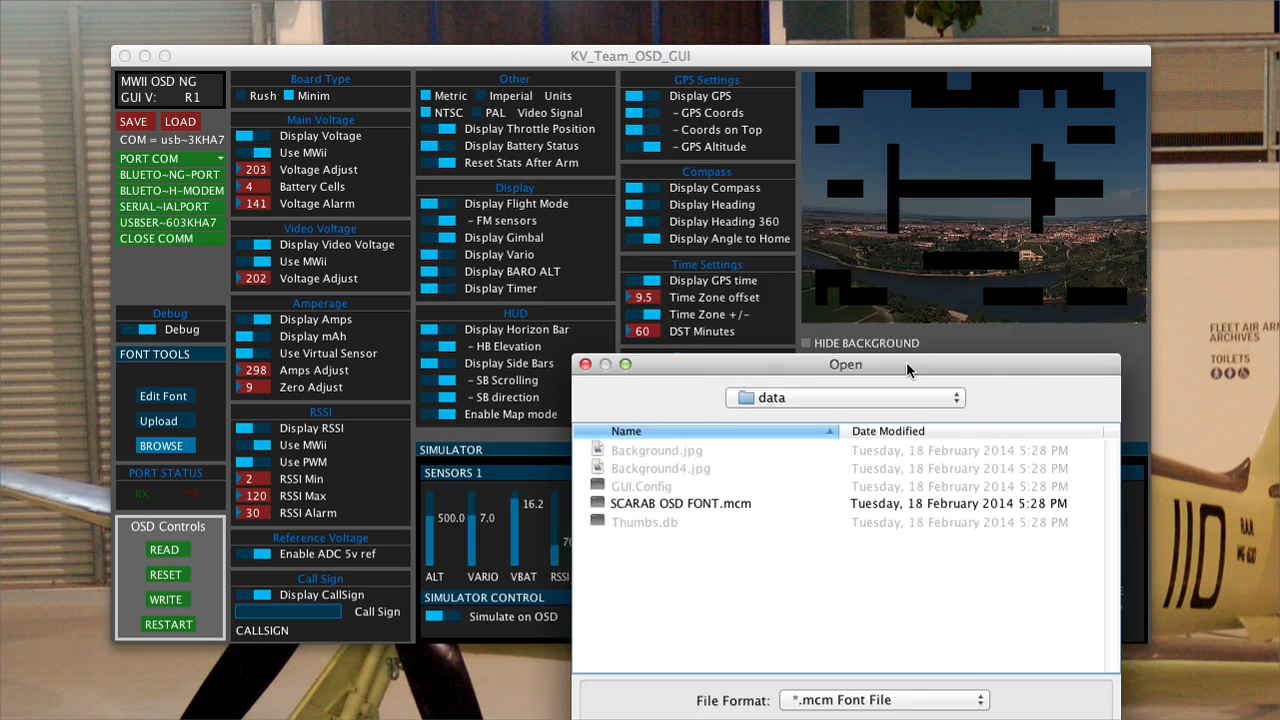 KV_Team_OSD_GUI
MWII OSD NG
GUI V: R1
SAVE LOAD
COM = usb~3KHA7
PORT COM
BLUETO~NG-PORT
BLUETO~H-MODEM
SERIAL~IALPORT
USBSER~603KHA7
CLOSE COMM
Debug
Debug
FONT TOOLS
Edit Font
Upload
BROWSE
PORT STATUS
RX TX
OSD Controls
READ
RESET
WRITE
RESTART
Board Type
Rush Minim
Main Voltage
Display Voltage
Use MWii
203 Voltage Adjust
4 Battery Cells
141 Voltage Alarm
Video Voltage
Display Video Voltage
Use MWii
202 Voltage Adjust
Amperage
Display Amps
Display mAh
Use Virtual Sensor
298 Amps Adjust
9 Zero Adjust
RSSI
Display RSSI
Use MWii
Use PWM
2 RSSI Min
120 RSSI Max
30 RSSI Alarm
Reference Voltage
Enable ADC 5v ref
Call Sign
Display CallSign
Call Sign
CALLSIGN
Other
Metric Imperial Units
NTSC PAL Video Signal
Display Throttle Position
Display Battery Status
Reset Stats After Arm
Display
Display Flight Mode
- FM sensors
Display Gimbal
Display Vario
Display BARO ALT
Display Timer
HUD
Display Horizon Bar
- HB Elevation
Display Side Bars
- SB Scrolling
- SB direction
Enable Map mode
GPS Settings
Display GPS
- GPS Coords
- Coords on Top
- GPS Altitude
Compass
Display Compass
Display Heading
Display Heading 360
Display Angle to Home
Time Settings
Display GPS time
9.5 Time Zone offset
Time Zone +/-
60 DST Minutes
HIDE BACKGROUND
SIMULATOR
SENSORS 1
500.0 7.0 16.2
ALT VARIO VBAT RSSI
SIMULATOR CONTROL
Simulate on OSD
Open
data
Name Date Modified
Background.jpg Tuesday, 18 February 2014 5:28 PM
Background4.jpg Tuesday, 18 February 2014 5:28 PM
GUI.Config Tuesday, 18 February 2014 5:28 PM
SCARAB OSD FONT.mcm Tuesday, 18 February 2014 5:28 PM
Thumbs.db Tuesday, 18 February 2014 5:28 PM
File Format: *.mcm Font File
FLEET AIR ARM
ARCHIVES
TOILETS
110